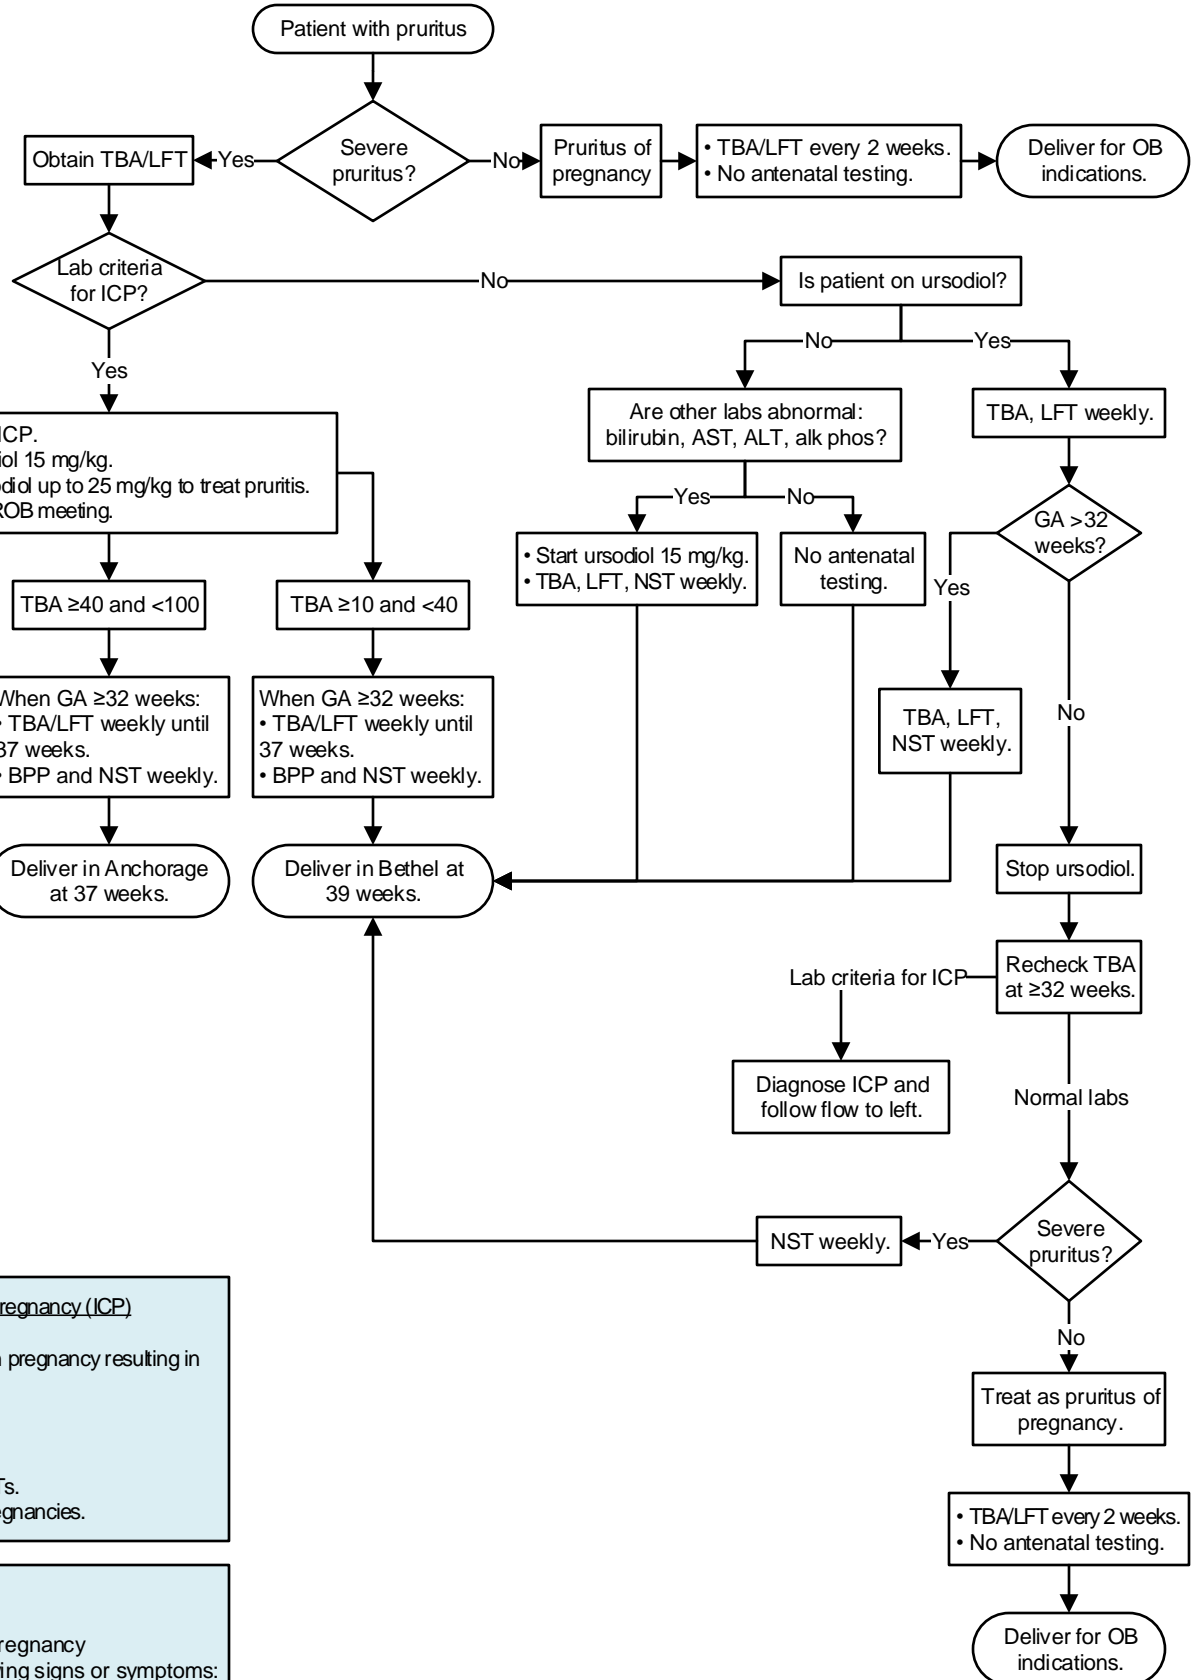 Patient with pruritus
Severe
pruritus?
Yes
No
Obtain TBA/LFT
Pruritus of
pregnancy
• TBA/LFT every 2 weeks.
• No antenatal testing.
Deliver for OB
indications.
Lab criteria
for ICP?
No
Yes
Is patient on ursodiol?
No
Yes
Are other labs abnormal:
bilirubin, AST, ALT, alk phos?
TBA, LFT weekly.
ICP.
15 mg/kg.
up to 25 mg/kg to treat pruritis.
meeting.
Yes
No
• Start ursodiol 15 mg/kg.
• TBA, LFT, NST weekly.
No antenatal
testing.
GA >32
weeks?
Yes
No
TBA ≥40 and <100
TBA ≥10 and <40
When GA ≥32 weeks:
• TBA/LFT weekly until
37 weeks.
• BPP and NST weekly.
When GA ≥32 weeks:
• TBA/LFT weekly until
37 weeks.
• BPP and NST weekly.
TBA, LFT,
NST weekly.
Deliver in Anchorage
at 37 weeks.
Deliver in Bethel at
39 weeks.
Stop ursodiol.
Recheck TBA
at ≥32 weeks.
Lab criteria for ICP
Diagnose ICP and
follow flow to left.
Normal labs
Severe
pruritus?
Yes
NST weekly.
No
Treat as pruritus of
pregnancy.
• TBA/LFT every 2 weeks.
• No antenatal testing.
Deliver for OB
indications.
regnancy (ICP)
pregnancy resulting in
Ts.
egnancies.
regnancy
ing signs or symptoms: